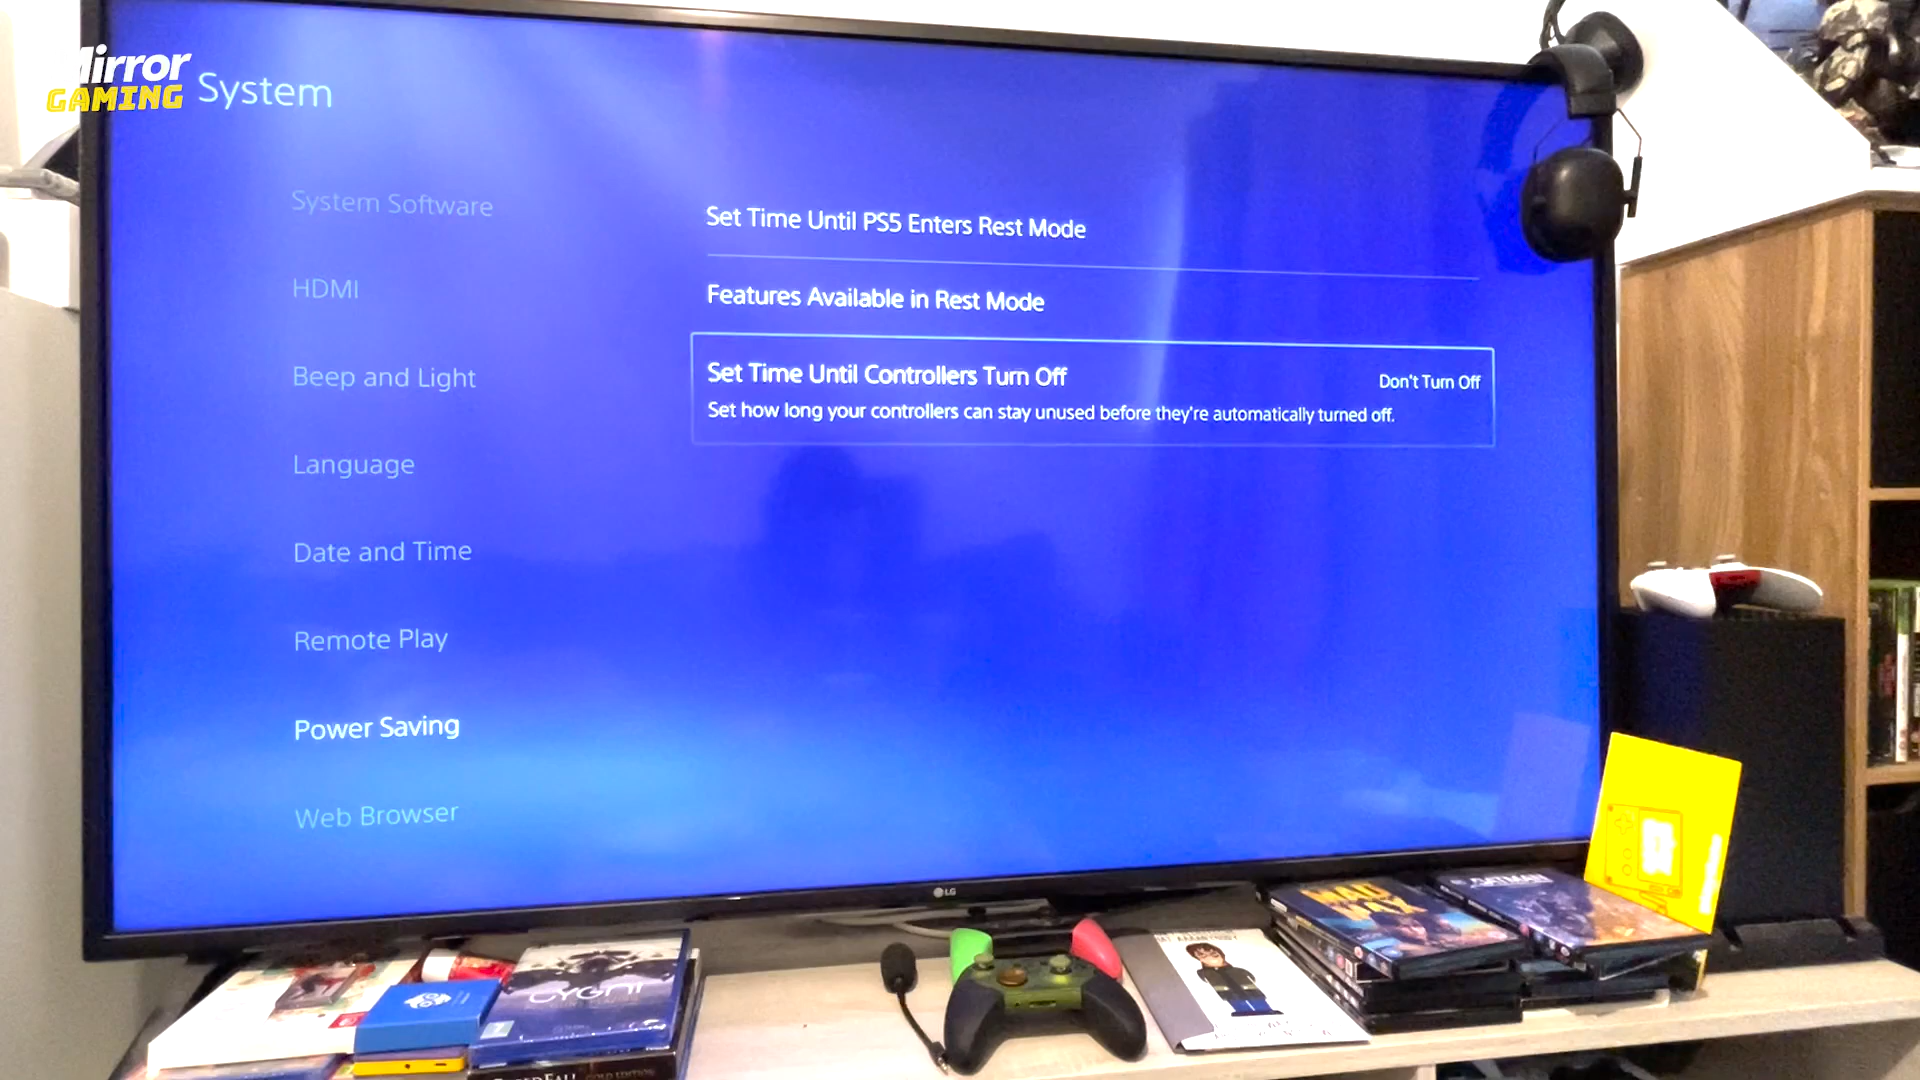 Mirror
GAMING
System
System Software
HDMI
Beep and Light
Language
Date and Time
Remote Play
Power Saving
Web Browser
Set Time Until PS5 Enters Rest Mode
Features Available in Rest Mode
Set Time Until Controllers Turn Off
Don't Turn Off
Set how long your controllers can stay unused before they're automatically turned off.
LG
CYGNI
MAD
MAX
BATMAN
GOLD EDITION